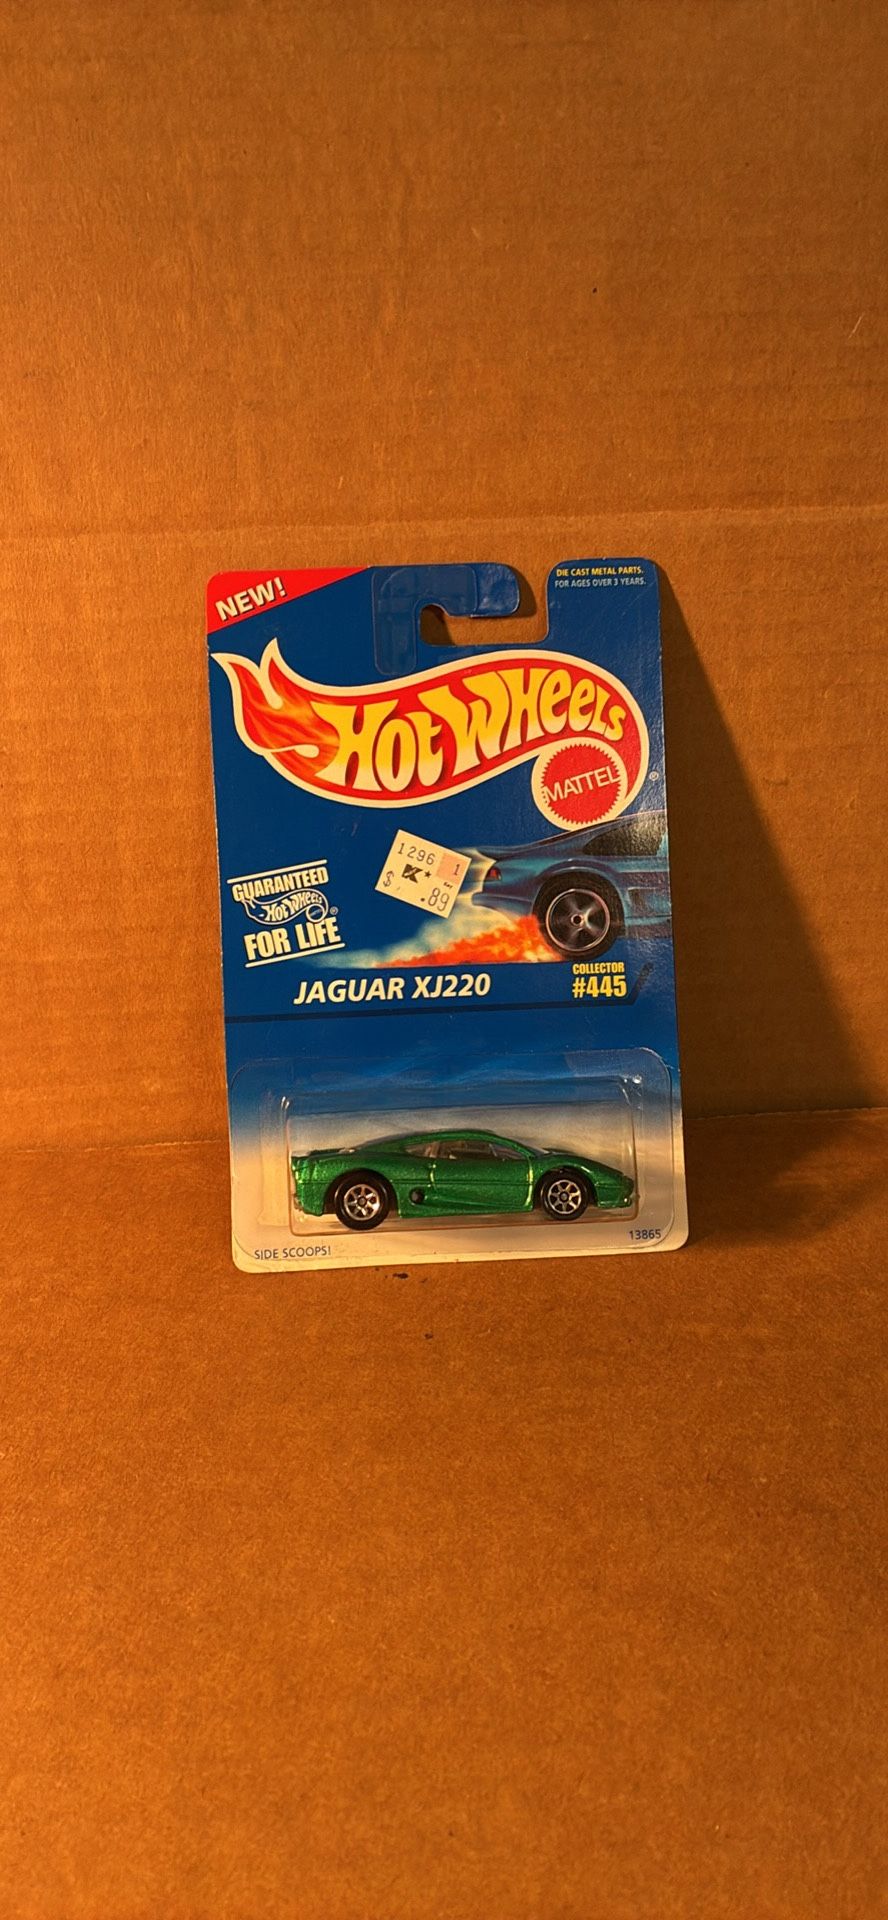 NEW!
DIE CAST METAL PARTS.
FOR AGES OVER 3 YEARS.
HOT WHEELS
MATTEL
®
1296 1
K
$ .89
GUARANTEED
HOT WHEELS
®
FOR LIFE
JAGUAR XJ220
COLLECTOR
#445
SIDE SCOOPS!
13865